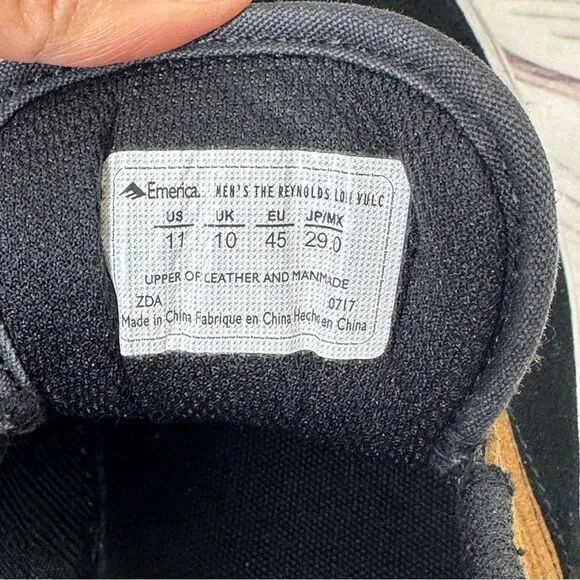 Emerica. MEN'S THE REYNOLDS LO VULC
US UK EU JP/MX
11 10 45 29.0
UPPER OF LEATHER AND MANMADE
ZDA 0717
Made in China Fabrique en China Hecho en China